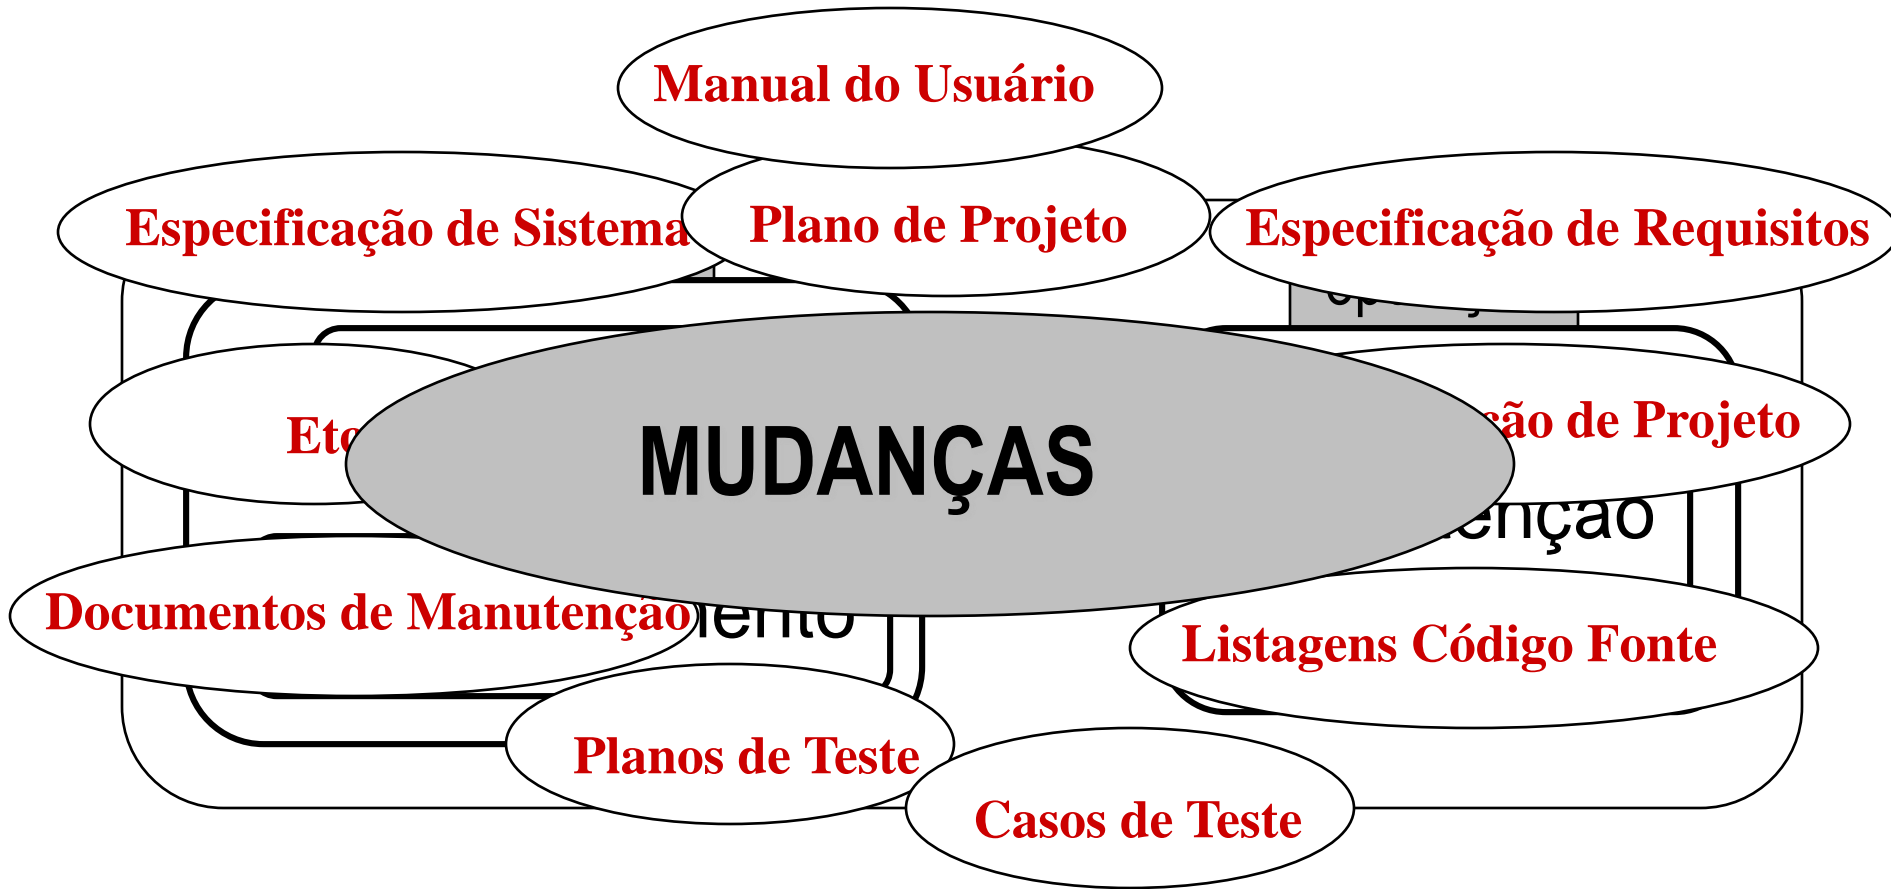 Manual do Usuário
Especificação de Sistema
Plano de Projeto
Especificação de Requisitos
MUDANÇAS
de Projeto
Documentos de Manutenção
Listagens Código Fonte
Planos de Teste
Casos de Teste